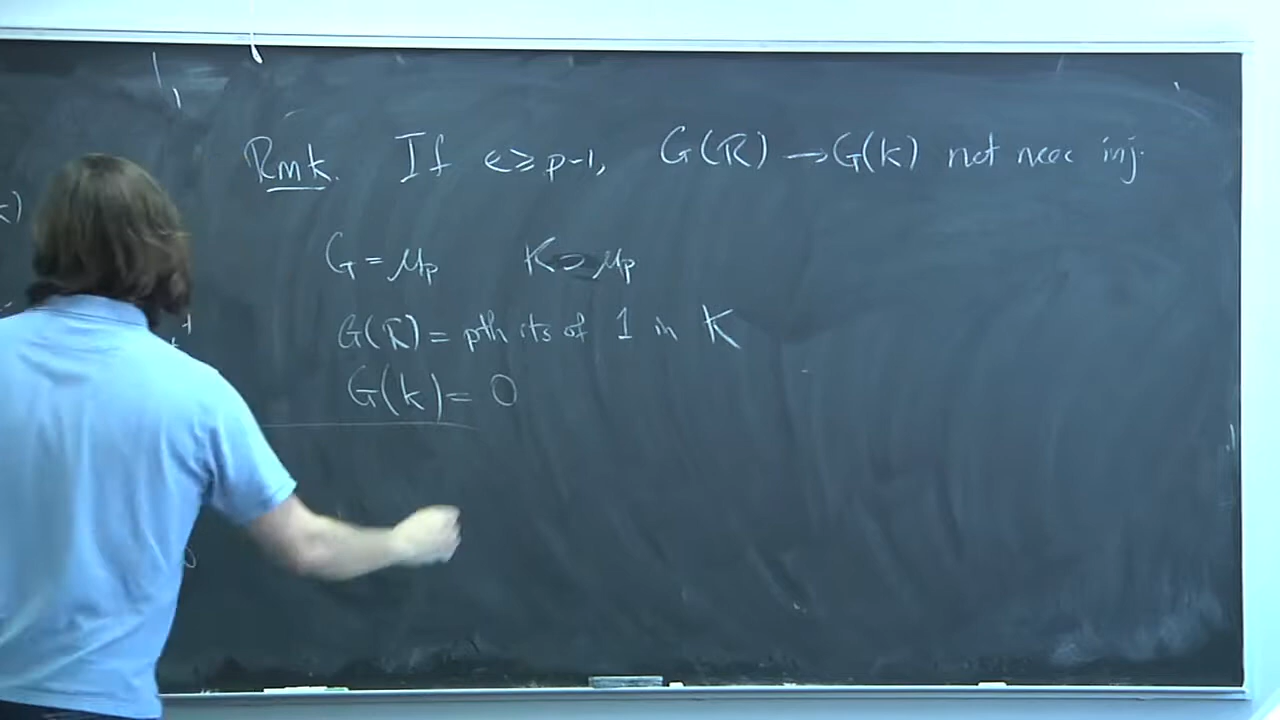 Rmk. If e ≥ p-1, G(R) → G(k) not nec inj.
G = μp K ⊃ μp
G(R) = pth rts of 1 in K
G(k) = 0